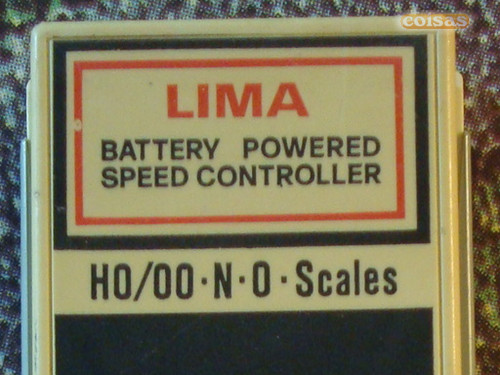 coisas
LIMA
BATTERY POWERED
SPEED CONTROLLER
HO/OO·N·O·Scales